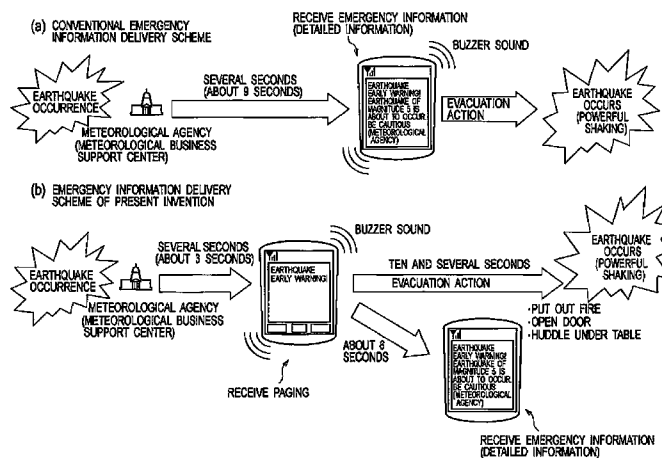 (a) CONVENTIONAL EMERGENCY
INFORMATION DELIVERY SCHEME
RECEIVE EMERGENCY INFORMATION
(DETAILED INFORMATION)
BUZZER SOUND
EARTHQUAKE
OCCURRENCE
METEOROLOGICAL AGENCY
(METEOROLOGICAL BUSINESS
SUPPORT CENTER)
SEVERAL SECONDS
(ABOUT 9 SECONDS)
EARTHQUAKE
EARLY WARNING!
EARTHQUAKE OF
MAGNITUDE 5 IS
ABOUT TO OCCUR.
BE CAUTIOUS
(METEOROLOGICAL
AGENCY)
EVACUATION
ACTION
EARTHQUAKE
OCCURS
(POWERFUL
SHAKING)
(b) EMERGENCY INFORMATION DELIVERY
SCHEME OF PRESENT INVENTION
EARTHQUAKE
OCCURRENCE
METEOROLOGICAL AGENCY
(METEOROLOGICAL BUSINESS
SUPPORT CENTER)
SEVERAL SECONDS
(ABOUT 3 SECONDS)
BUZZER SOUND
EARTHQUAKE
EARLY WARNING!
RECEIVE PAGING
TEN AND SEVERAL SECONDS
EVACUATION ACTION
EARTHQUAKE
OCCURS
(POWERFUL
SHAKING)
·PUT OUT FIRE
·OPEN DOOR
·HUDDLE UNDER TABLE
ABOUT 6
SECONDS
EARTHQUAKE
EARLY WARNING!
EARTHQUAKE OF
MAGNITUDE 5 IS
ABOUT TO OCCUR.
BE CAUTIOUS
(METEOROLOGICAL
AGENCY)
RECEIVE EMERGENCY INFORMATION
(DETAILED INFORMATION)